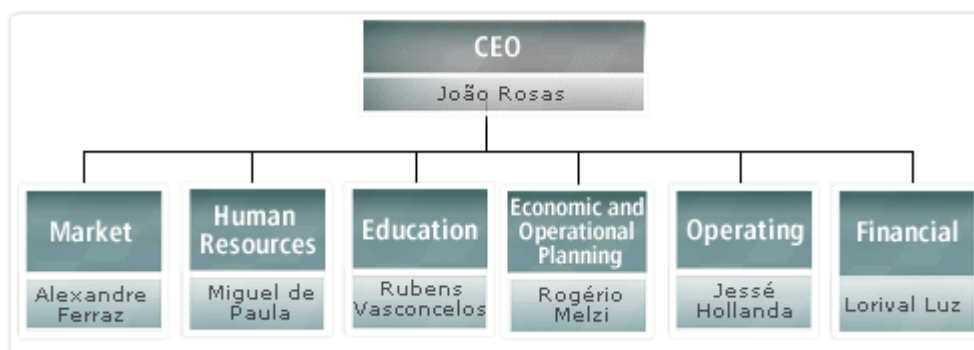 CEO
João Rosas
Market
Alexandre
Ferraz
Human
Resources
Miguel de
Paula
Education
Rubens
Vasconcelos
Economic and
Operational
Planning
Rogério
Melzi
Operating
Jessé
Hollanda
Financial
Lorival Luz